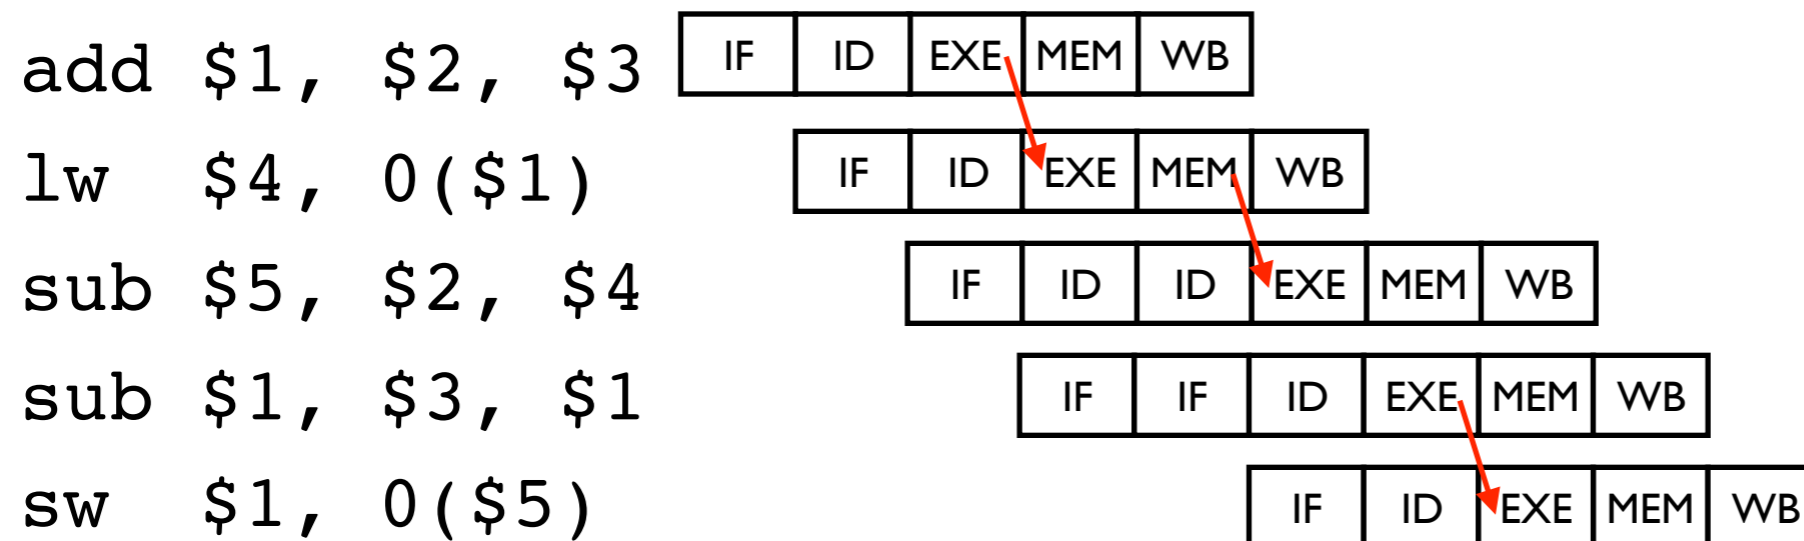 add $1, $2, $3 IF ID EXE MEM WB
lw $4, 0($1) IF ID EXE MEM WB
sub $5, $2, $4 IF ID ID EXE MEM WB
sub $1, $3, $1 IF IF ID EXE MEM WB
sw $1, 0($5) IF ID EXE MEM WB